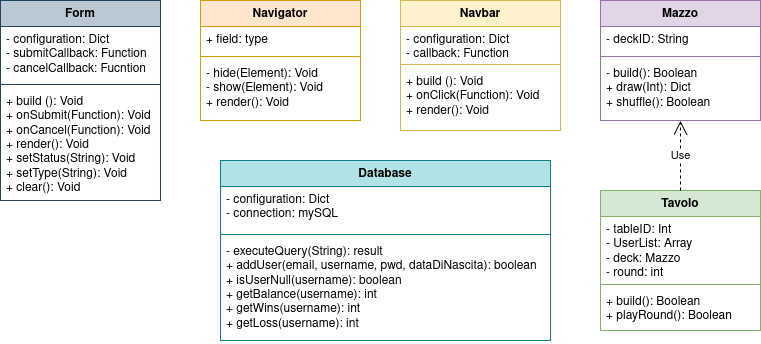 Form
- configuration: Dict
- submitCallback: Function
- cancelCallback: Fucntion
+ build (): Void
+ onSubmit(Function): Void
+ onCancel(Function): Void
+ render(): Void
+ setStatus(String): Void
+ setType(String): Void
+ clear(): Void
Navigator
+ field: type
- hide(Element): Void
- show(Element): Void
+ render(): Void
Navbar
- configuration: Dict
- callback: Function
+ build (): Void
+ onClick(Function): Void
+ render(): Void
Mazzo
- deckID: String
- build(): Boolean
+ draw(Int): Dict
+ shuffle(): Boolean
Use
Database
- configuration: Dict
- connection: mySQL
- executeQuery(String): result
+ addUser(email, username, pwd, dataDiNascita): boolean
+ isUserNull(username): boolean
+ getBalance(username): int
+ getWins(username): int
+ getLoss(username): int
Tavolo
- tableID: Int
- UserList: Array
- deck: Mazzo
- round: int
+ build(): Boolean
+ playRound(): Boolean